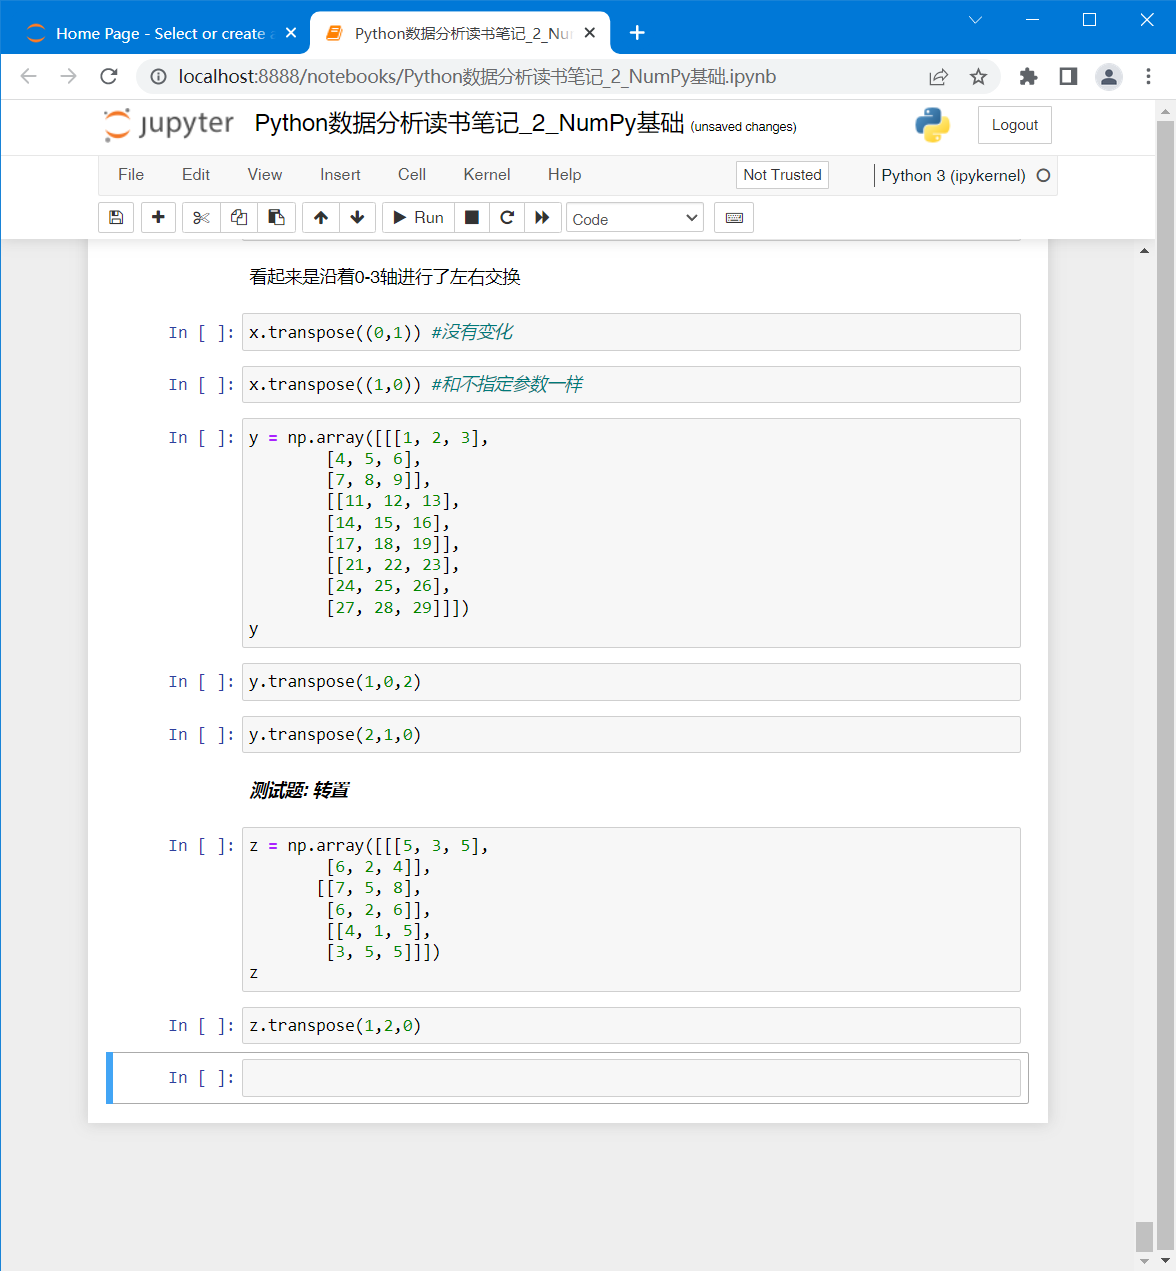 Home Page - Select or create a
Python数据分析读书笔记_2_Nu
localhost:8888/notebooks/Python数据分析读书笔记_2_NumPy基础.ipynb
jupyter Python数据分析读书笔记_2_NumPy基础 (unsaved changes)
Logout
File Edit View Insert Cell Kernel Help
Not Trusted
Python 3 (ipykernel)
Run
Code
看起来是沿着0-3轴进行了左右交换
In [ ]: x.transpose((0,1)) #没有变化
In [ ]: x.transpose((1,0)) #和不指定参数一样
In [ ]: y = np.array([[[1, 2, 3],
[4, 5, 6],
[7, 8, 9]],
[[11, 12, 13],
[14, 15, 16],
[17, 18, 19]],
[[21, 22, 23],
[24, 25, 26],
[27, 28, 29]]])
y
In [ ]: y.transpose(1,0,2)
In [ ]: y.transpose(2,1,0)
测试题: 转置
In [ ]: z = np.array([[[5, 3, 5],
[6, 2, 4]],
[[7, 5, 8],
[6, 2, 6]],
[[4, 1, 5],
[3, 5, 5]]])
z
In [ ]: z.transpose(1,2,0)
In [ ]: